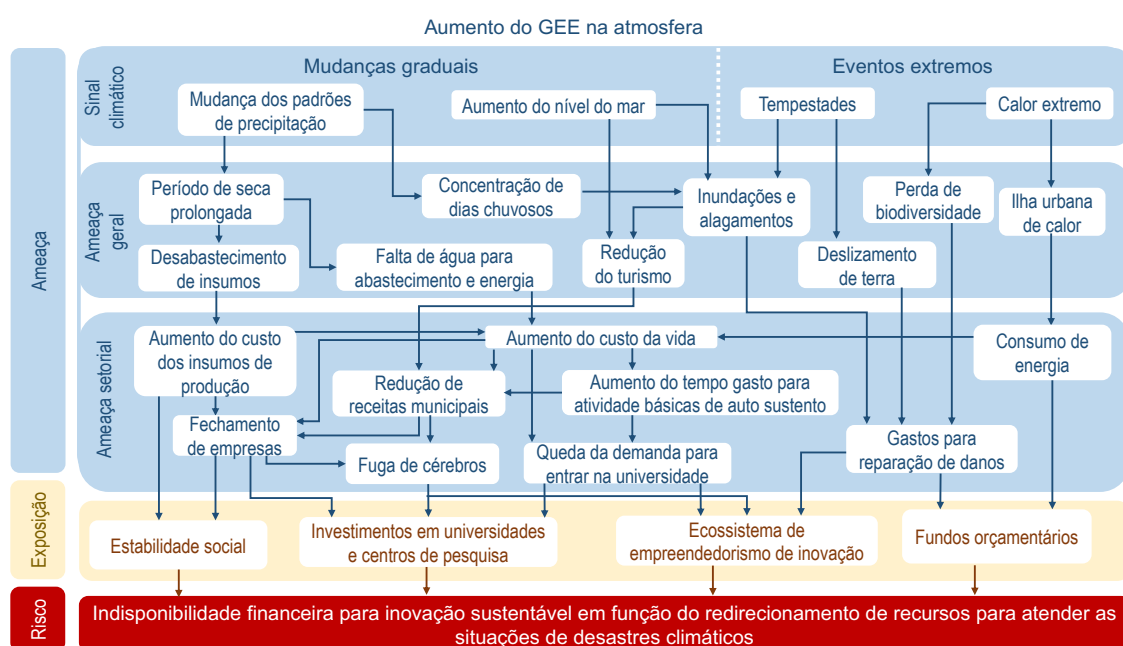 Aumento do GEE na atmosfera
Ameaça
Sinal
climático
Mudanças graduais
Eventos extremos
Mudança dos padrões
de precipitação
Aumento do nível do mar
Tempestades
Calor extremo
Ameaça
geral
Período de seca
prolongada
Concentração de
dias chuvosos
Inundações e
alagamentos
Perda de
biodiversidade
Ilha urbana
de calor
Desabastecimento
de insumos
Falta de água para
abastecimento e energia
Redução
do turismo
Deslizamento
de terra
Ameaça setorial
Aumento do custo
dos insumos de
produção
Aumento do custo da vida
Consumo de
energia
Redução de
receitas municipais
Aumento do tempo gasto para
atividade básicas de auto sustento
Fechamento
de empresas
Fuga de cérebros
Queda da demanda para
entrar na universidade
Gastos para
reparação de danos
Exposição
Estabilidade social
Investimentos em universidades
e centros de pesquisa
Ecossistema de
empreendedorismo de inovação
Fundos orçamentários
Risco
Indisponibilidade financeira para inovação sustentável em função do redirecionamento de recursos para atender as
situações de desastres climáticos